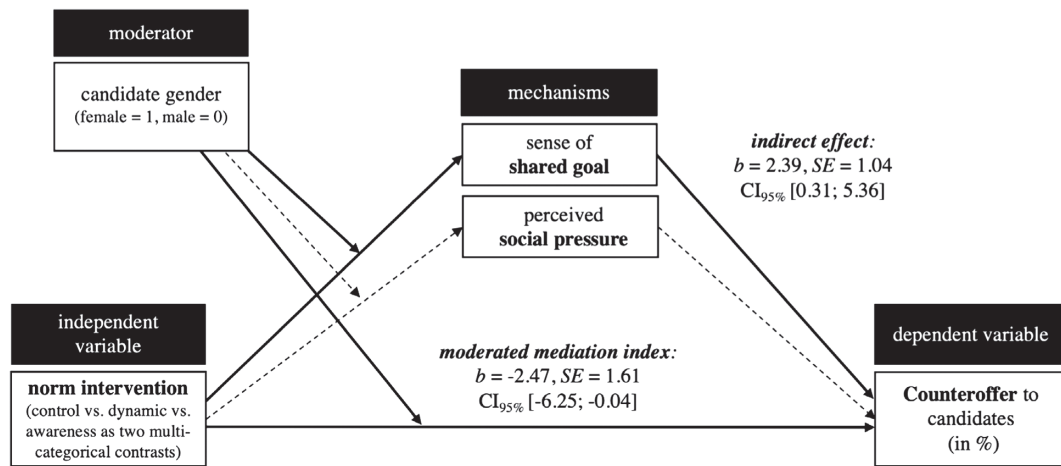 moderator
candidate gender
(female = 1, male = 0)
mechanisms
sense of
shared goal
perceived
social pressure
indirect effect:
b = 2.39, SE = 1.04
CI95% [0.31; 5.36]
independent
variable
norm intervention
(control vs. dynamic vs.
awareness as two multi-
categorical contrasts)
moderated mediation index:
b = -2.47, SE = 1.61
CI95% [-6.25; -0.04]
dependent variable
Counteroffer to
candidates
(in %)